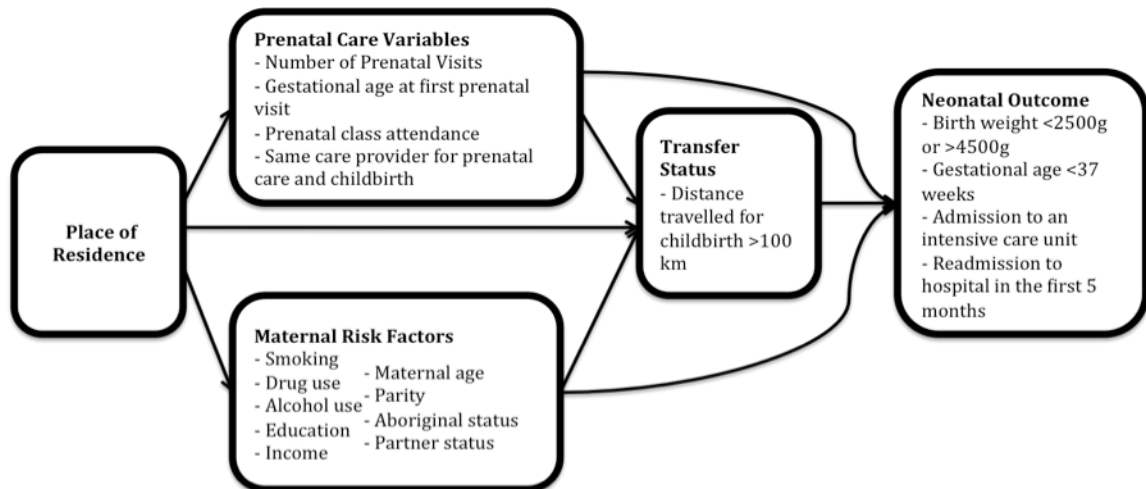 Prenatal Care Variables
- Number of Prenatal Visits
- Gestational age at first prenatal
visit
- Prenatal class attendance
- Same care provider for prenatal
care and childbirth
Place of
Residence
Maternal Risk Factors
- Smoking
- Drug use
- Alcohol use
- Education
- Income
- Maternal age
- Parity
- Aboriginal status
- Partner status
Transfer
Status
- Distance
travelled for
childbirth >100
km
Neonatal Outcome
- Birth weight <2500g
or >4500g
- Gestational age <37
weeks
- Admission to an
intensive care unit
- Readmission to
hospital in the first 5
months